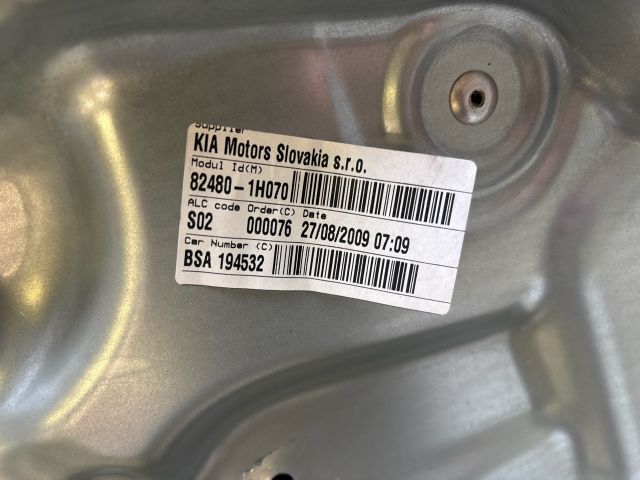 Supplier
KIA Motors Slovakia s.r.o.
Modul Id(M)
82480-1H070
ALC code Order(C) Date
S02 000076 27/08/2009 07:09
Car Number (C)
BSA 194532